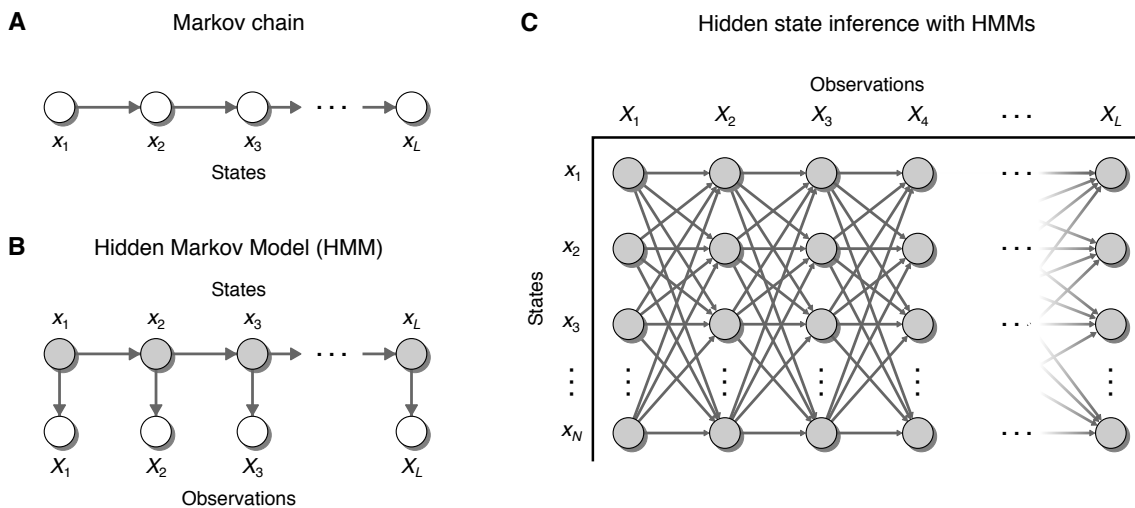 A Markov chain
x1 x2 x3 · · · xL
States
B Hidden Markov Model (HMM)
States
x1 x2 x3 xL
· · ·
X1 X2 X3 XL
Observations
C Hidden state inference with HMMs
Observations
X1 X2 X3 X4 · · · XL
States
x1 · · ·
x2 · · ·
x3 · · ·
xN · · ·